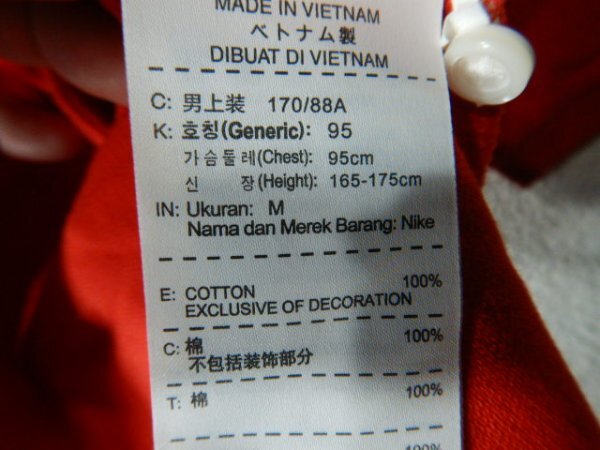 MADE IN VIETNAM
ベトナム製
DIBUAT DI VIETNAM
C: 男上装 170/88A
K: 호칭(Generic): 95
가슴둘레(Chest): 95cm
신 장(Height): 165-175cm
IN: Ukuran: M
Nama dan Merek Barang: Nike
E: COTTON 100%
EXCLUSIVE OF DECORATION
C: 棉 100%
不包括装饰部分
T: 棉 100%
100%